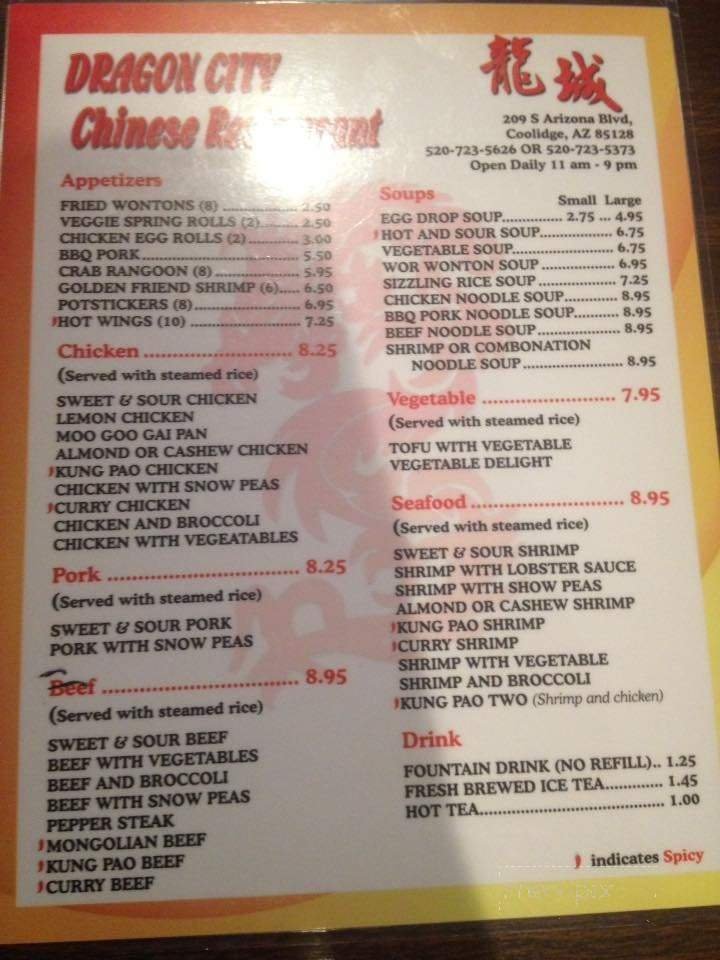 DRAGON CITY
Chinese Restaurant
龍城
209 S Arizona Blvd,
Coolidge, AZ 85128
520-723-5626 OR 520-723-5373
Open Daily 11 am - 9 pm
Appetizers
FRIED WONTONS (8) .................. 2.50
VEGGIE SPRING ROLLS (2)......... 2.50
CHICKEN EGG ROLLS (2)............ 3.00
BBQ PORK..................................... 5.50
CRAB RANGOON (8) .................... 5.95
GOLDEN FRIEND SHRIMP (6)..... 6.50
POTSTICKERS (8)......................... 6.95
HOT WINGS (10) .......................... 7.25
Chicken ...................... 8.25
(Served with steamed rice)
SWEET & SOUR CHICKEN
LEMON CHICKEN
MOO GOO GAI PAN
ALMOND OR CASHEW CHICKEN
KUNG PAO CHICKEN
CHICKEN WITH SNOW PEAS
CURRY CHICKEN
CHICKEN AND BROCCOLI
CHICKEN WITH VEGEATABLES
Pork ............................. 8.25
(Served with steamed rice)
SWEET & SOUR PORK
PORK WITH SNOW PEAS
Beef ............................. 8.95
(Served with steamed rice)
SWEET & SOUR BEEF
BEEF WITH VEGETABLES
BEEF AND BROCCOLI
BEEF WITH SNOW PEAS
PEPPER STEAK
MONGOLIAN BEEF
KUNG PAO BEEF
CURRY BEEF
Soups
Small Large
EGG DROP SOUP............... 2.75 ... 4.95
HOT AND SOUR SOUP.................. 6.75
VEGETABLE SOUP......................... 6.75
WOR WONTON SOUP .................. 6.95
SIZZLING RICE SOUP ................... 7.25
CHICKEN NOODLE SOUP............. 8.95
BBQ PORK NOODLE SOUP........... 8.95
BEEF NOODLE SOUP.................... 8.95
SHRIMP OR COMBONATION
NOODLE SOUP ........................ 8.95
Vegetable ...................... 7.95
(Served with steamed rice)
TOFU WITH VEGETABLE
VEGETABLE DELIGHT
Seafood ......................... 8.95
(Served with steamed rice)
SWEET & SOUR SHRIMP
SHRIMP WITH LOBSTER SAUCE
SHRIMP WITH SHOW PEAS
ALMOND OR CASHEW SHRIMP
KUNG PAO SHRIMP
CURRY SHRIMP
SHRIMP WITH VEGETABLE
SHRIMP AND BROCCOLI
KUNG PAO TWO (Shrimp and chicken)
Drink
FOUNTAIN DRINK (NO REFILL).. 1.25
FRESH BREWED ICE TEA............. 1.45
HOT TEA.......................................... 1.00
indicates Spicy